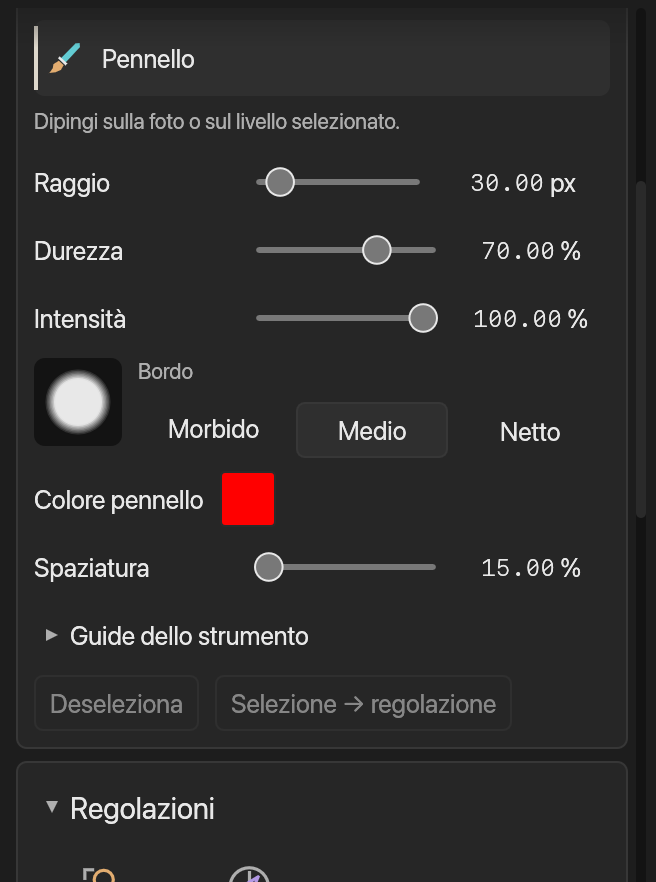 Pennello
Dipingi sulla foto o sul livello selezionato.
Raggio 30.00 px
Durezza 70.00 %
Intensità 100.00 %
Bordo
Morbido Medio Netto
Colore pennello
Spaziatura 15.00 %
Guide dello strumento
Deseleziona Selezione → regolazione
Regolazioni